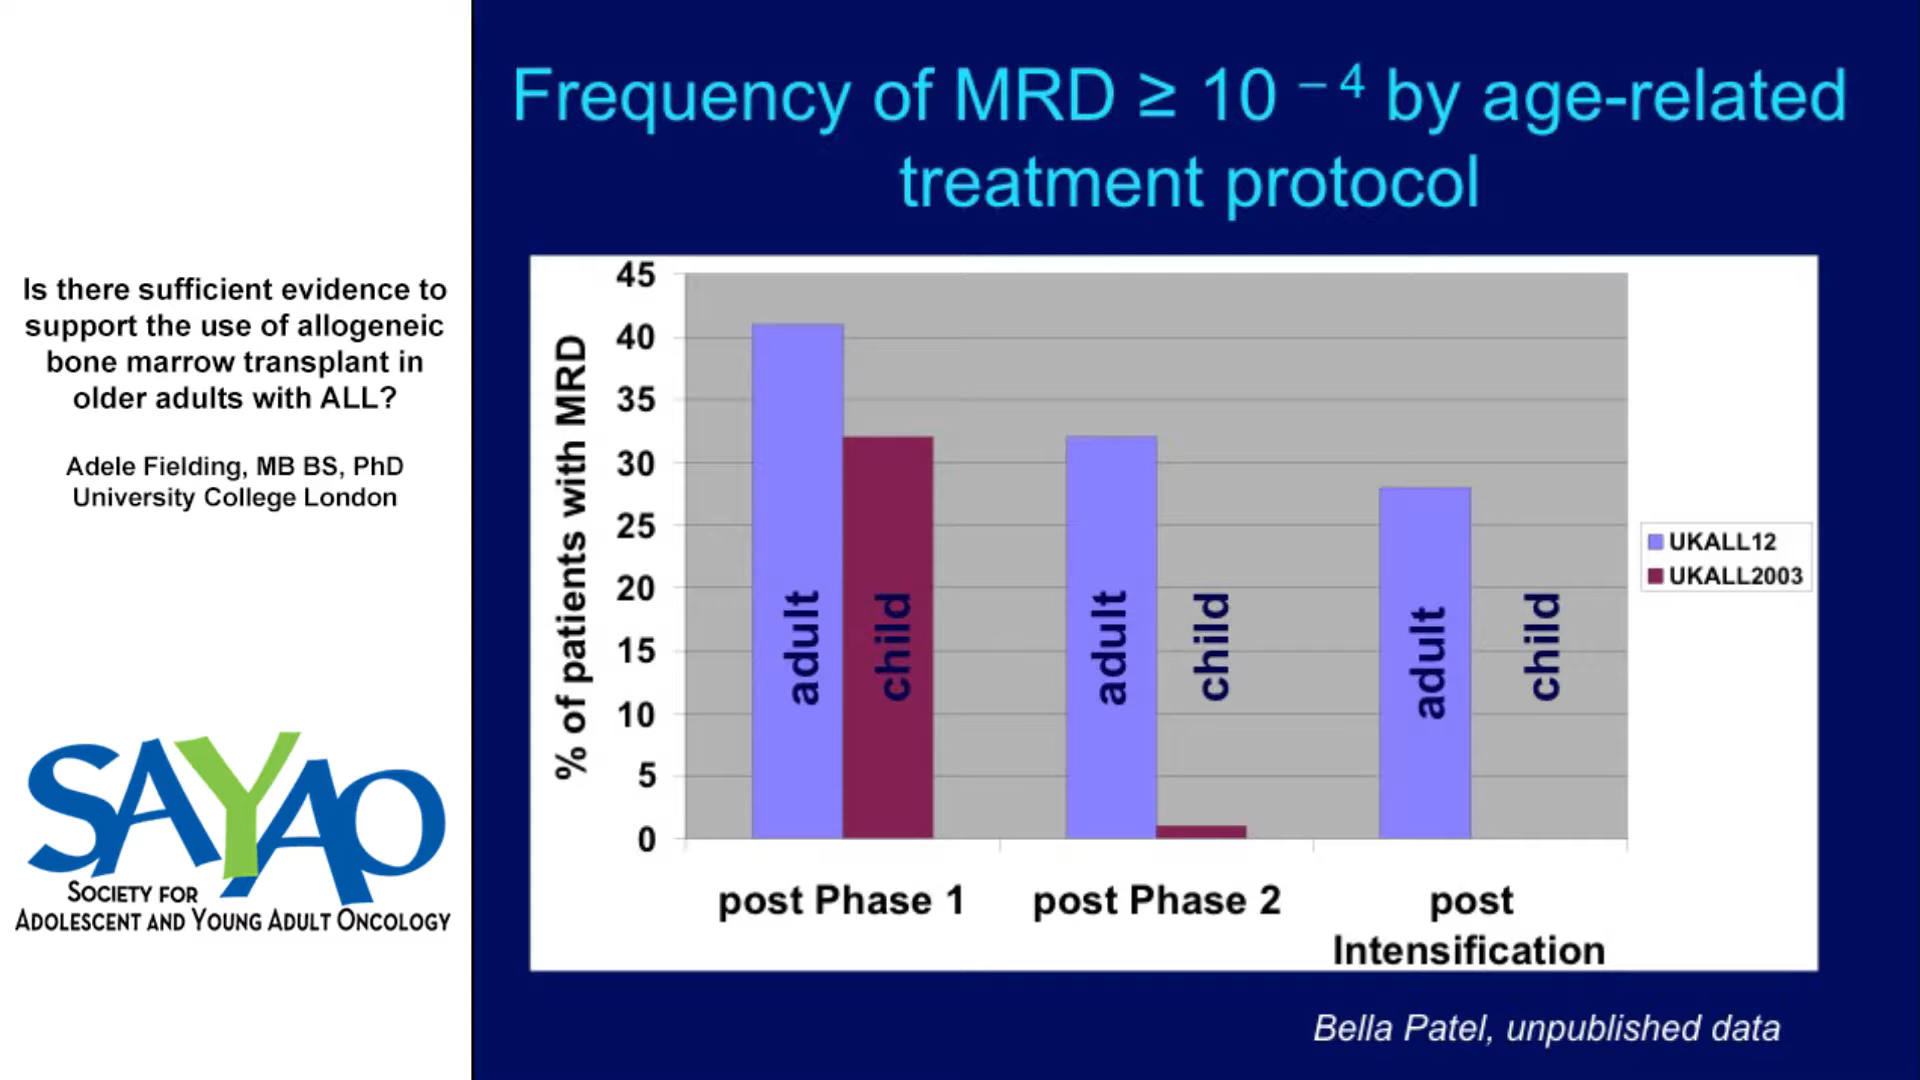 Is there sufficient evidence to
support the use of allogeneic
bone marrow transplant in
older adults with ALL?
Adele Fielding, MB BS, PhD
University College London
SAYAO
SOCIETY FOR
ADOLESCENT AND YOUNG ADULT ONCOLOGY
Frequency of MRD ≥ 10 – 4 by age-related
treatment protocol
% of patients with MRD
45
40
35
30
25
20
15
10
5
0
adult
child
adult
child
adult
child
post Phase 1
post Phase 2
post
Intensification
UKALL12
UKALL2003
Bella Patel, unpublished data